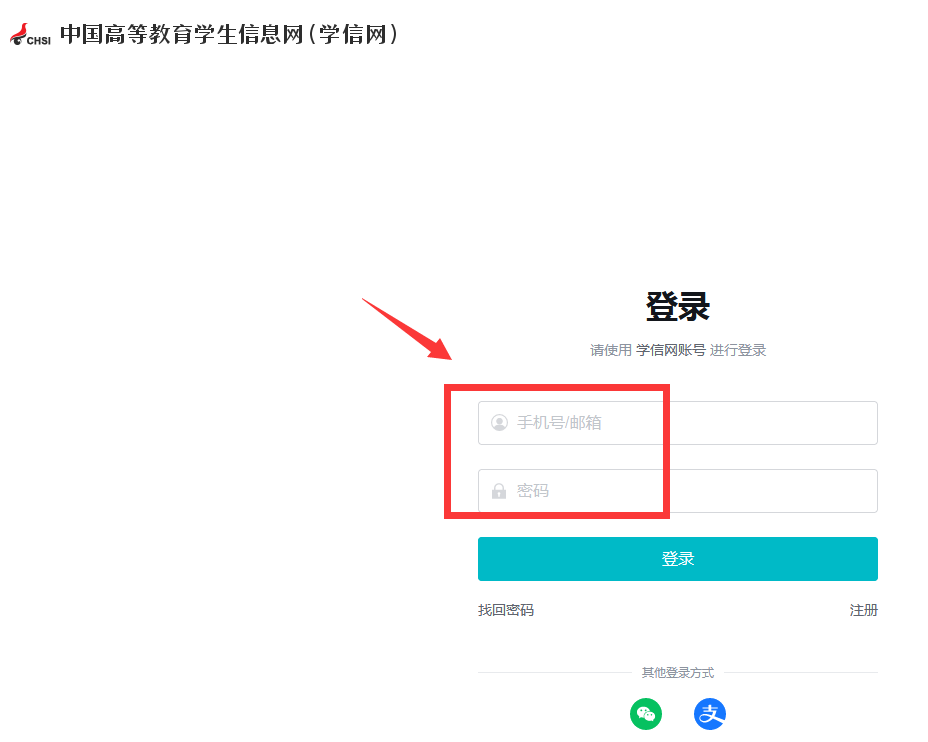 CHSI 中国高等教育学生信息网(学信网)
登录
请使用 学信网账号 进行登录
手机号/邮箱
密码
登录
找回密码 注册
其他登录方式
支